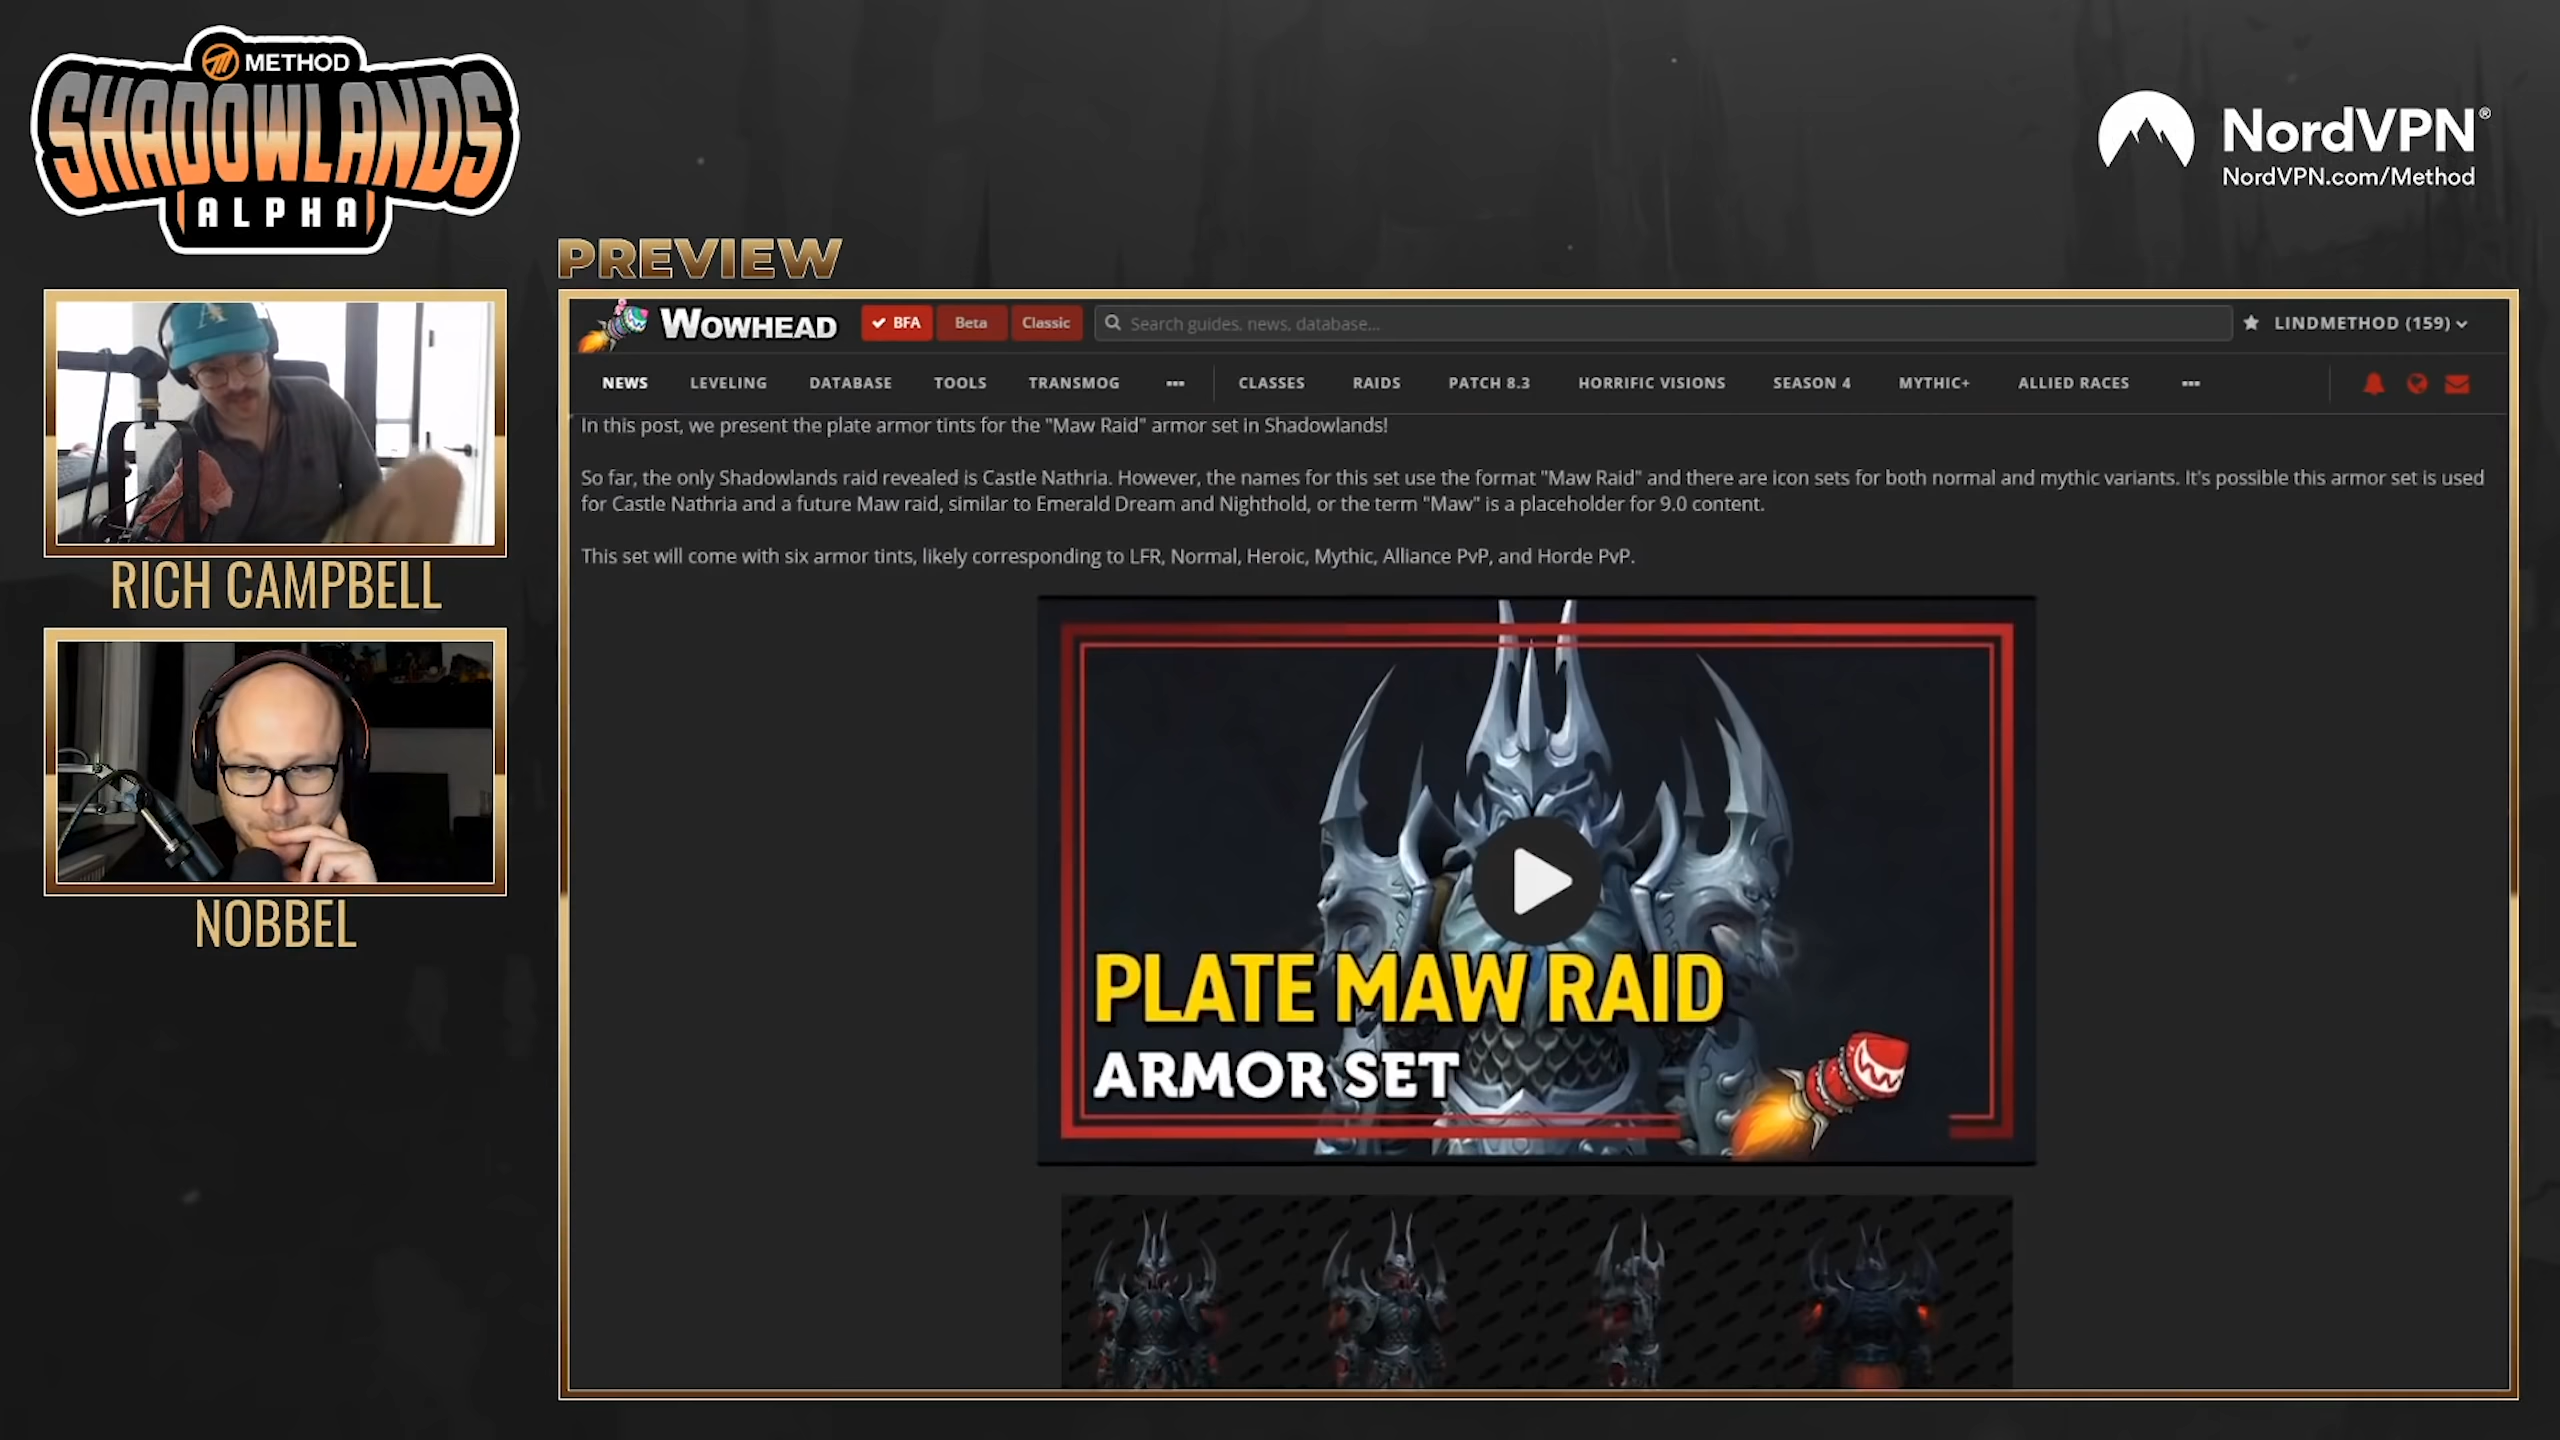 METHOD
SHADOWLANDS
ALPHA
NordVPN®
NordVPN.com/Method
PREVIEW
WOWHEAD
BFA
Beta
Classic
Search guides, news, database...
LINDMETHOD (159)
NEWS
LEVELING
DATABASE
TOOLS
TRANSMOG
CLASSES
RAIDS
PATCH 8.3
HORRIFIC VISIONS
SEASON 4
MYTHIC+
ALLIED RACES
In this post, we present the plate armor tints for the "Maw Raid" armor set in Shadowlands!
So far, the only Shadowlands raid revealed is Castle Nathria. However, the names for this set use the format "Maw Raid" and there are icon sets for both normal and mythic variants. It's possible this armor set is used
for Castle Nathria and a future Maw raid, similar to Emerald Dream and Nighthold, or the term "Maw" is a placeholder for 9.0 content.
This set will come with six armor tints, likely corresponding to LFR, Normal, Heroic, Mythic, Alliance PvP, and Horde PvP.
PLATE MAW RAID
ARMOR SET
RICH CAMPBELL
NOBBEL